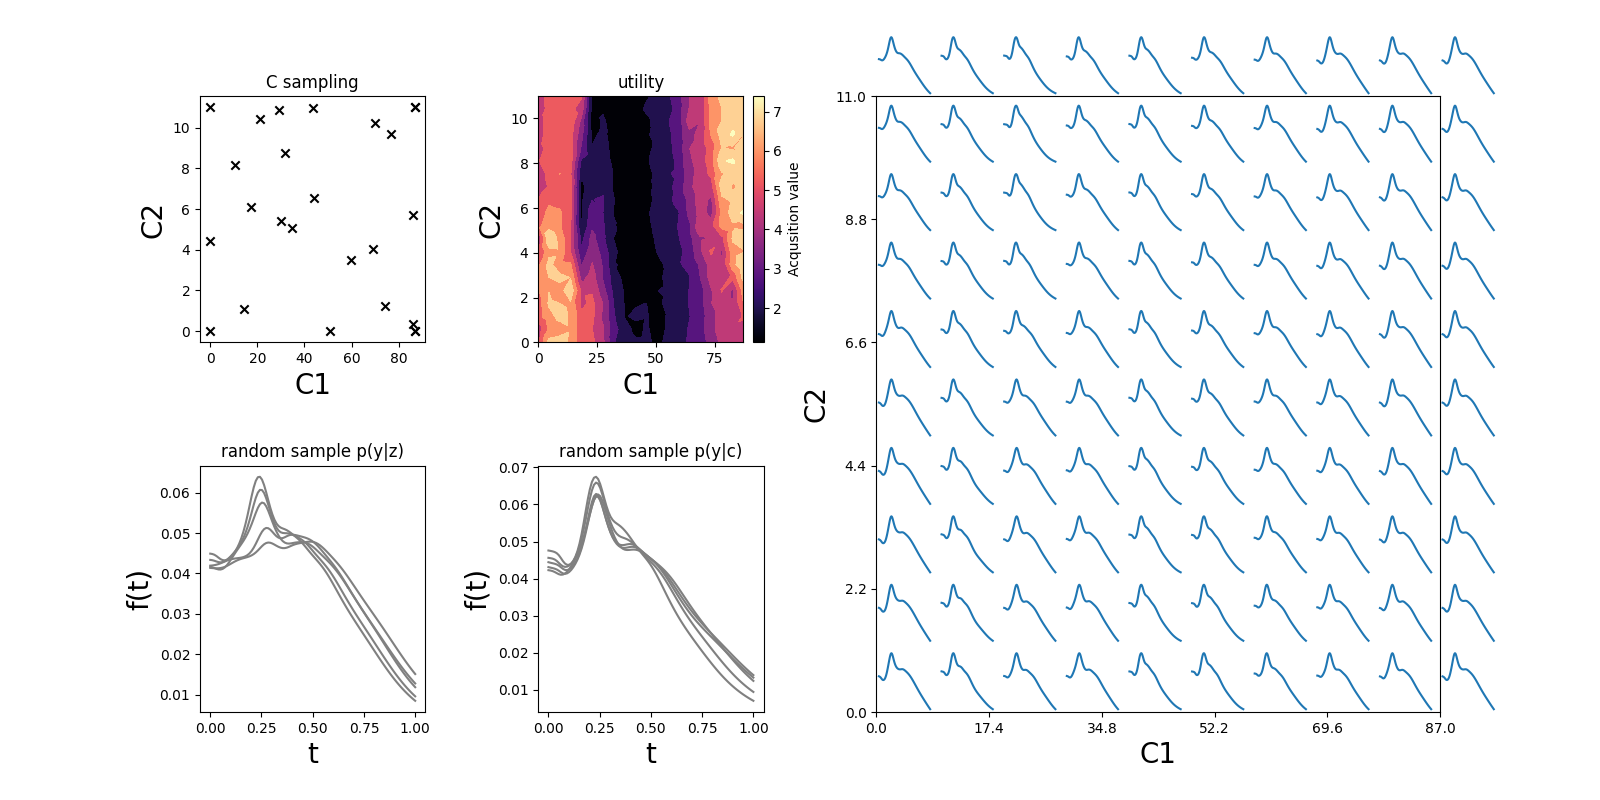 C sampling
C2
10
8
6
4
2
0
0 20 40 60 80
C1
utility
C2
10
8
6
4
2
0
0 25 50 75
C1
7
6
5
4
3
2
Acqusition value
random sample p(y|z)
f(t)
0.06
0.05
0.04
0.03
0.02
0.01
0.00 0.25 0.50 0.75 1.00
t
random sample p(y|c)
f(t)
0.07
0.06
0.05
0.04
0.03
0.02
0.01
0.00 0.25 0.50 0.75 1.00
t
C2
11.0
8.8
6.6
4.4
2.2
0.0
0.0 17.4 34.8 52.2 69.6 87.0
C1